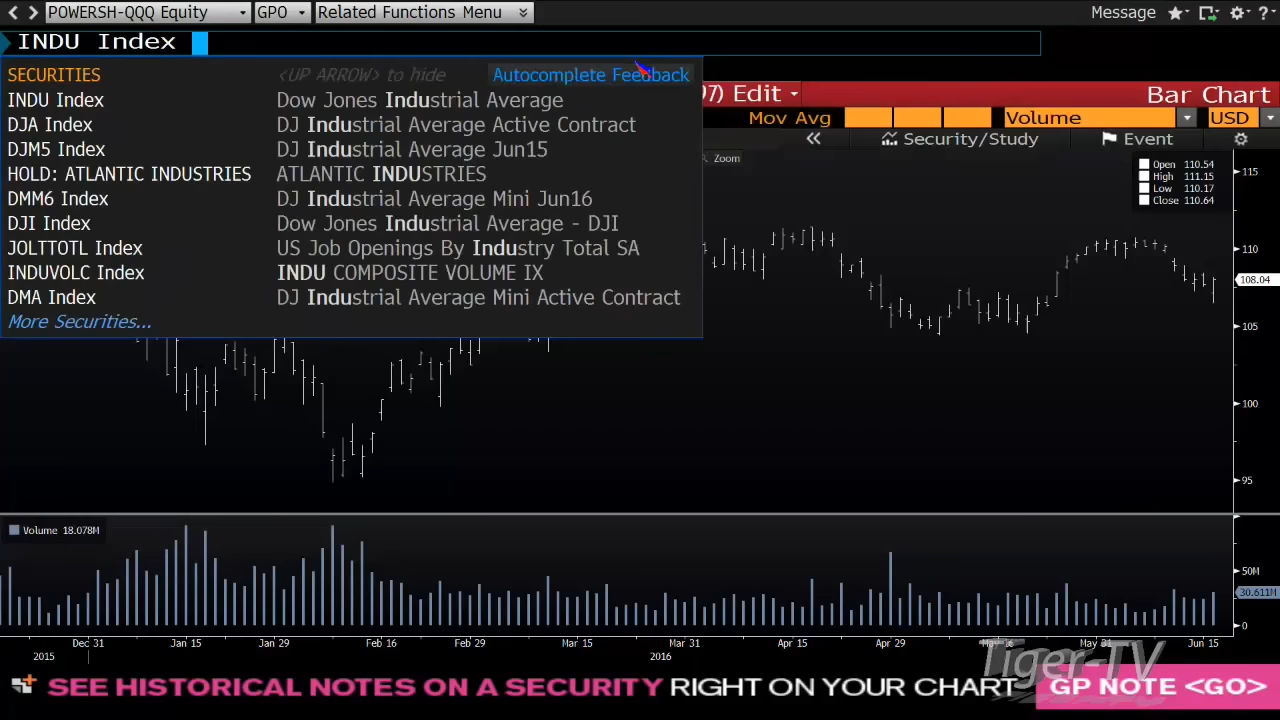 POWERSH-QQQ Equity GPO Related Functions Menu Message ?
INDU Index
SECURITIES <UP ARROW> to hide Autocomplete Feedback
INDU Index Dow Jones Industrial Average
DJA Index DJ Industrial Average Active Contract
DJM5 Index DJ Industrial Average Jun15
HOLD: ATLANTIC INDUSTRIES ATLANTIC INDUSTRIES
DMM6 Index DJ Industrial Average Mini Jun16
DJI Index Dow Jones Industrial Average - DJI
JOLTTOTL Index US Job Openings By Industry Total SA
INDUVOLC Index INDU COMPOSITE VOLUME IX
DMA Index DJ Industrial Average Mini Active Contract
More Securities...
97) Edit Bar Chart
Mov Avg Volume USD
« Security/Study Event
Zoom
Open 110.54
High 111.15
Low 110.17
Close 110.64
115
110
108.04
105
100
95
Volume 18.078M
50M
30.611M
0
Dec 31 Jan 15 Jan 29 Feb 16 Feb 29 Mar 15 Mar 31 Apr 15 Apr 29 May 16 May 31 Jun 15
2015 2016
Tiger-TV
SEE HISTORICAL NOTES ON A SECURITY RIGHT ON YOUR CHART GP NOTE <GO>